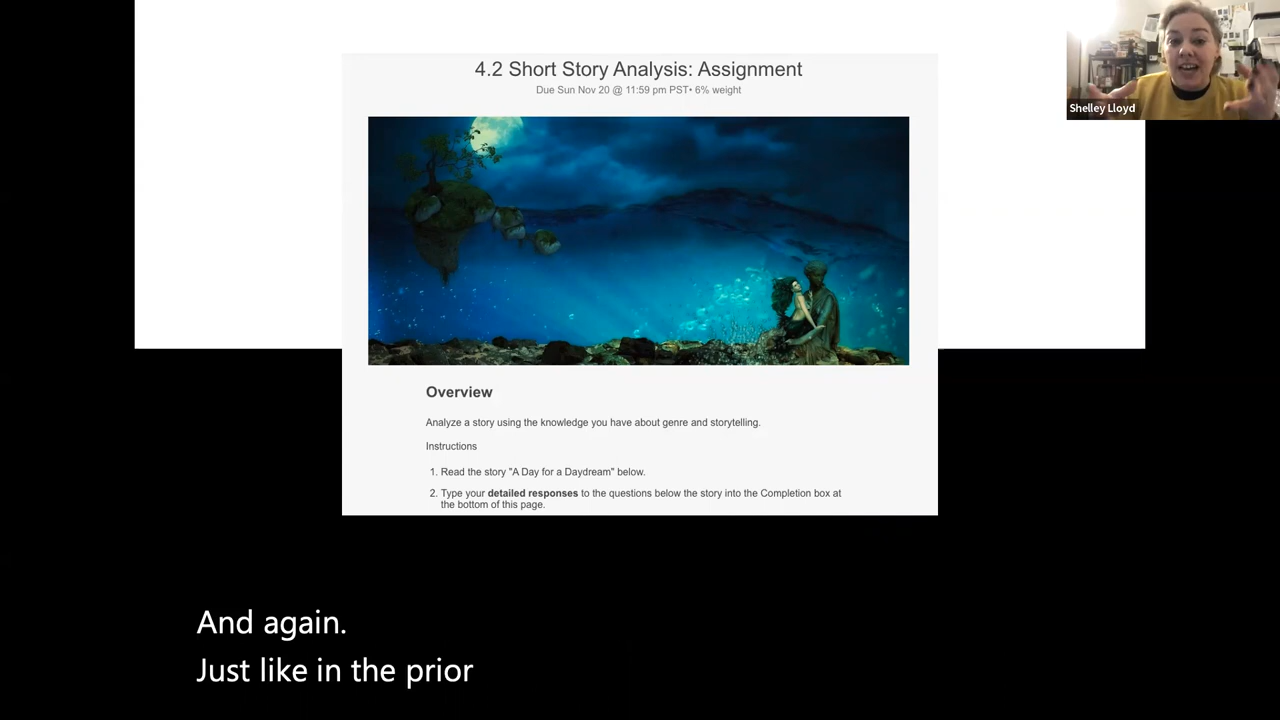 4.2 Short Story Analysis: Assignment
Due Sun Nov 20 @ 11:59 pm PST• 6% weight
Shelley Lloyd
Overview
Analyze a story using the knowledge you have about genre and storytelling.
Instructions
1. Read the story "A Day for a Daydream" below.
2. Type your detailed responses to the questions below the story into the Completion box at
the bottom of this page.
And again.
Just like in the prior